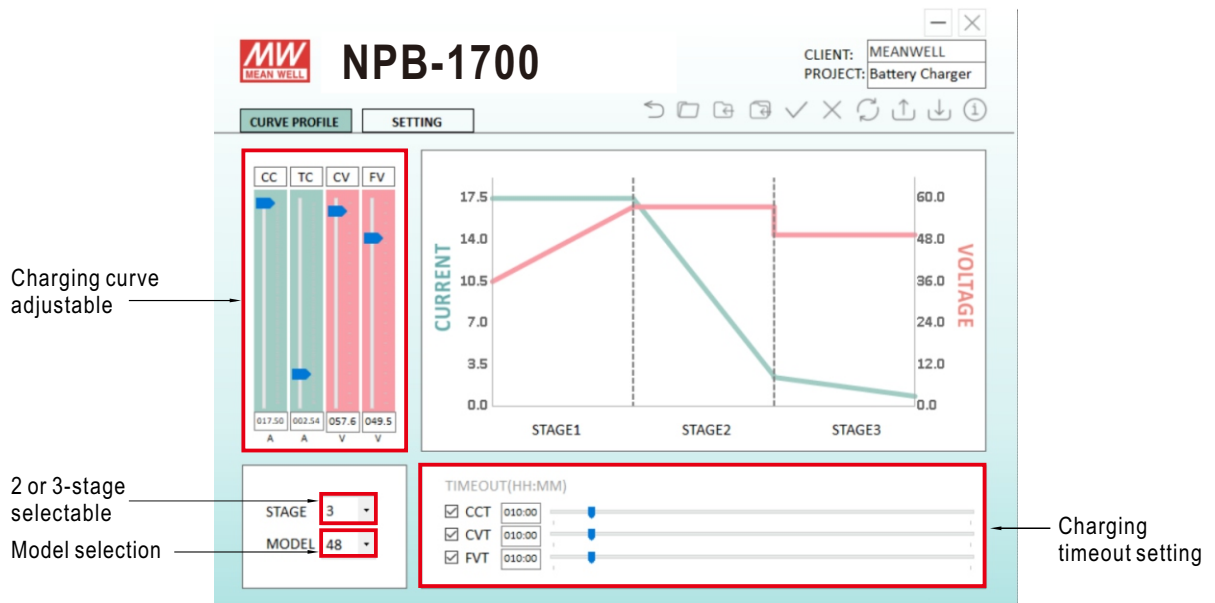 MW
MEAN WELL
NPB-1700
CLIENT: MEANWELL
PROJECT: Battery Charger
CURVE PROFILE SETTING
CC TC CV FV
017.50 002.54 057.6 049.5
A A V V
Charging curve
adjustable
CURRENT
17.5
14.0
10.5
7.0
3.5
0.0
60.0
48.0
36.0
24.0
12.0
0.0
VOLTAGE
STAGE1 STAGE2 STAGE3
2 or 3-stage
selectable
Model selection
STAGE 3
MODEL 48
TIMEOUT(HH:MM)
CCT 010:00
CVT 010:00
FVT 010:00
Charging
timeout setting